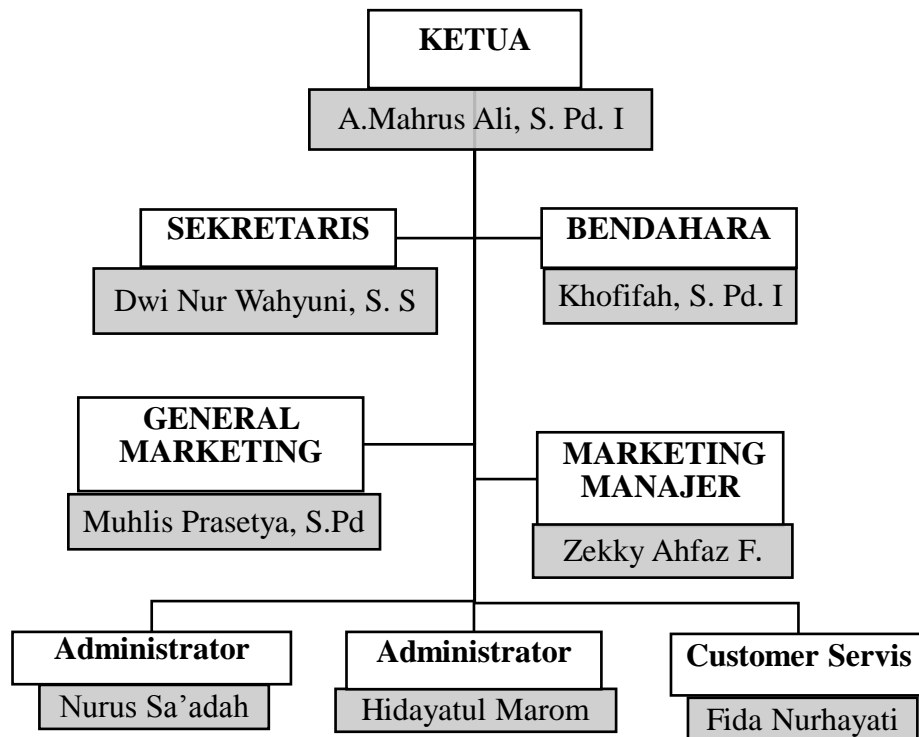 KETUA
A.Mahrus Ali, S. Pd. I
SEKRETARIS
Dwi Nur Wahyuni, S. S
BENDAHARA
Khofifah, S. Pd. I
GENERAL
MARKETING
Muhlis Prasetya, S.Pd
MARKETING
MANAJER
Zekky Ahfaz F.
Administrator
Nurus Sa’adah
Administrator
Hidayatul Marom
Customer Servis
Fida Nurhayati